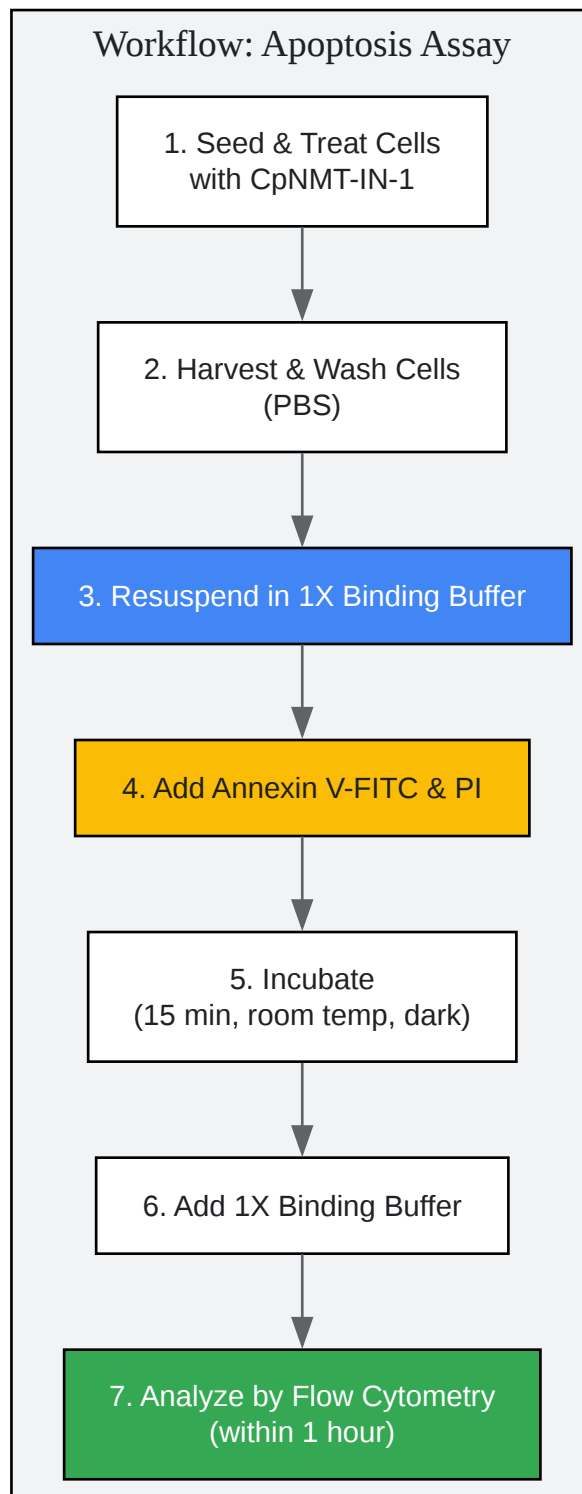 Workflow: Apoptosis Assay
1. Seed & Treat Cells
with CpNMT-IN-1
2. Harvest & Wash Cells
(PBS)
3. Resuspend in 1X Binding Buffer
4. Add Annexin V-FITC & PI
5. Incubate
(15 min, room temp, dark)
6. Add 1X Binding Buffer
7. Analyze by Flow Cytometry
(within 1 hour)